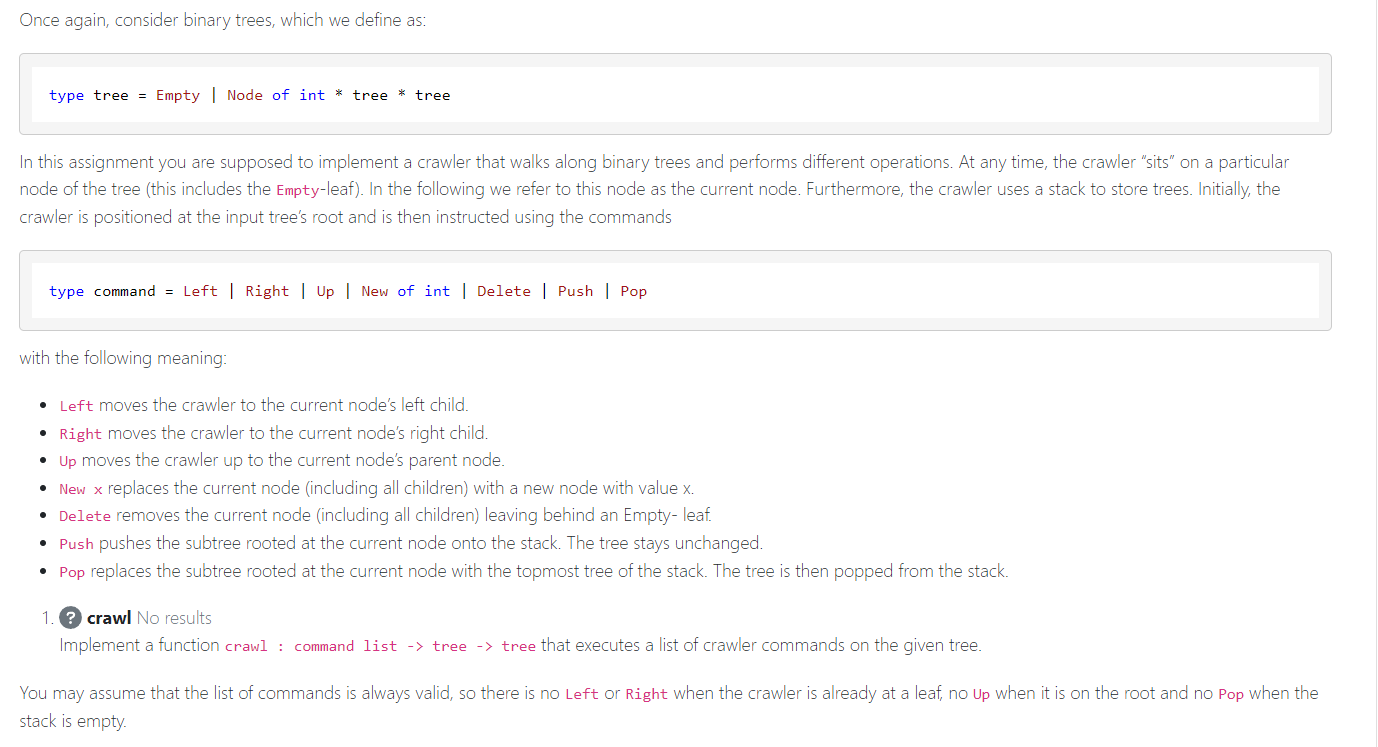 Once again, consider binary trees, which we define as:
type tree = Empty | Node of int * tree * tree
In this assignment you are supposed to implement a crawler that walks along binary trees and performs different operations. At any time, the crawler “sits” on a particular
node of the tree (this includes the Empty-leaf). In the following we refer to this node as the current node. Furthermore, the crawler uses a stack to store trees. Initially, the
crawler is positioned at the input tree’s root and is then instructed using the commands
type command = Left | Right | Up | New of int | Delete | Push | Pop
with the following meaning:
• Left moves the crawler to the current node’s left child.
• Right moves the crawler to the current node’s right child.
• Up moves the crawler up to the current node’s parent node.
• New x replaces the current node (including all children) with a new node with value x.
• Delete removes the current node (including all children) leaving behind an Empty- leaf.
• Push pushes the subtree rooted at the current node onto the stack. The tree stays unchanged.
• Pop replaces the subtree rooted at the current node with the topmost tree of the stack. The tree is then popped from the stack.
1. ? crawl No results
Implement a function crawl : command list -> tree -> tree that executes a list of crawler commands on the given tree.
You may assume that the list of commands is always valid, so there is no Left or Right when the crawler is already at a leaf, no Up when it is on the root and no Pop when the
stack is empty.